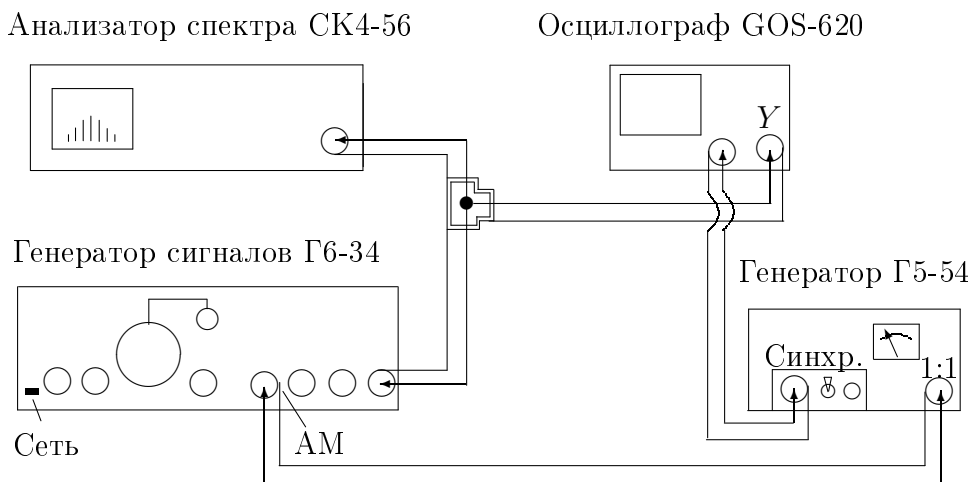 Анализатор спектра СК4-56
Осциллограф GOS-620
Y
Генератор сигналов Г6-34
Генератор Г5-54
Синхр.
1:1
Сеть
АМ